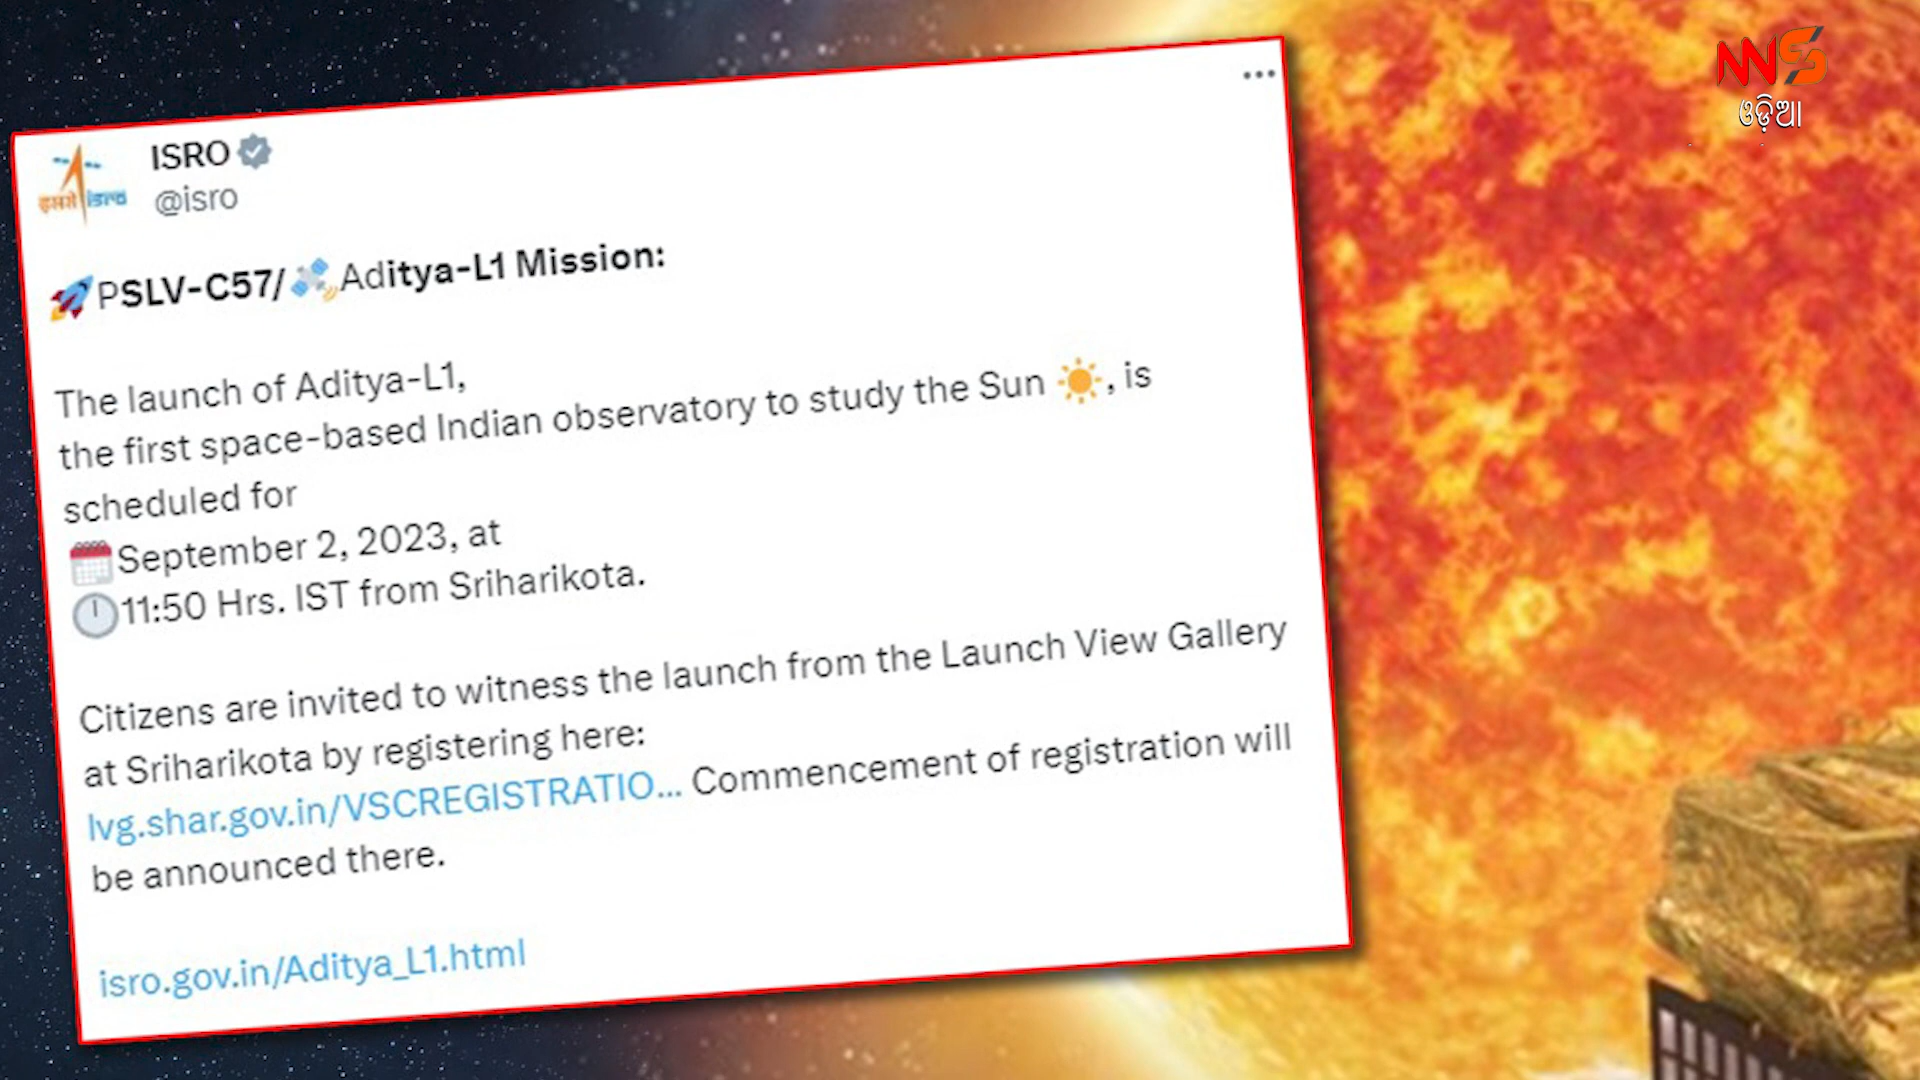 NNS
ଓଡ଼ିଆ
इसरो isro
ISRO
@isro
🚀PSLV-C57/🛰️Aditya-L1 Mission:
The launch of Aditya-L1,
the first space-based Indian observatory to study the Sun ☀️, is
scheduled for
🗓️September 2, 2023, at
🕛11:50 Hrs. IST from Sriharikota.
Citizens are invited to witness the launch from the Launch View Gallery
at Sriharikota by registering here:
lvg.shar.gov.in/VSCREGISTRATIO... Commencement of registration will
be announced there.
isro.gov.in/Aditya_L1.html